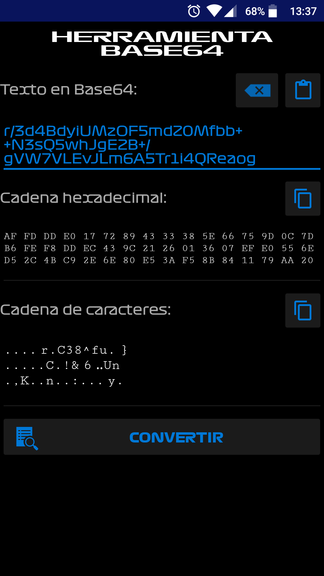 13:37
68%
HERRAMIENTA
BASE64
Texto en Base64:
r/3d4BdyiUMzOF5mdZ0Mfbb+
+N3sQ5whJgE2B+/
gVW7VLEvJLm6A5Tr1i4QReaog
Cadena hexadecimal:
AF FD DD E0 17 72 89 43 33 38 5E 66 75 9D 0C 7D
B6 FE F8 DD EC 43 9C 21 26 01 36 07 EF E0 55 6E
D5 2C 4B C9 2E 6E 80 E5 3A F5 8B 84 11 79 AA 20
Cadena de caracteres:
.... r.C38^fu. }
.....C.!& 6 ..Un
.,K..n..:... y.
CONVERTIR